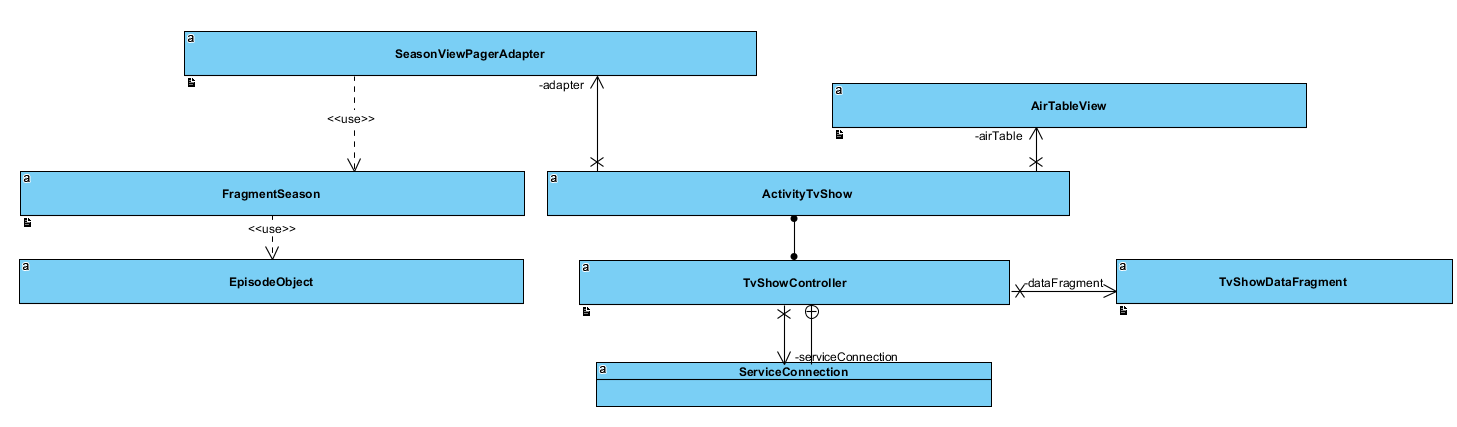 a
SeasonViewPagerAdapter
-adapter
a
AirTableView
<<use>>
-airTable
a
FragmentSeason
a
ActivityTvShow
<<use>>
a
EpisodeObject
a
TvShowController
-dataFragment
a
TvShowDataFragment
-serviceConnection
a
ServiceConnection